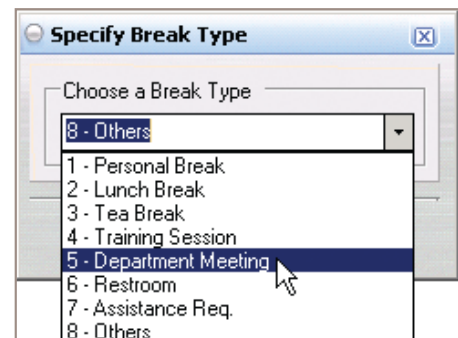 Specify Break Type
Choose a Break Type
8 - Others
1 - Personal Break
2 - Lunch Break
3 - Tea Break
4 - Training Session
5 - Department Meeting
6 - Restroom
7 - Assistance Req.
8 - Others